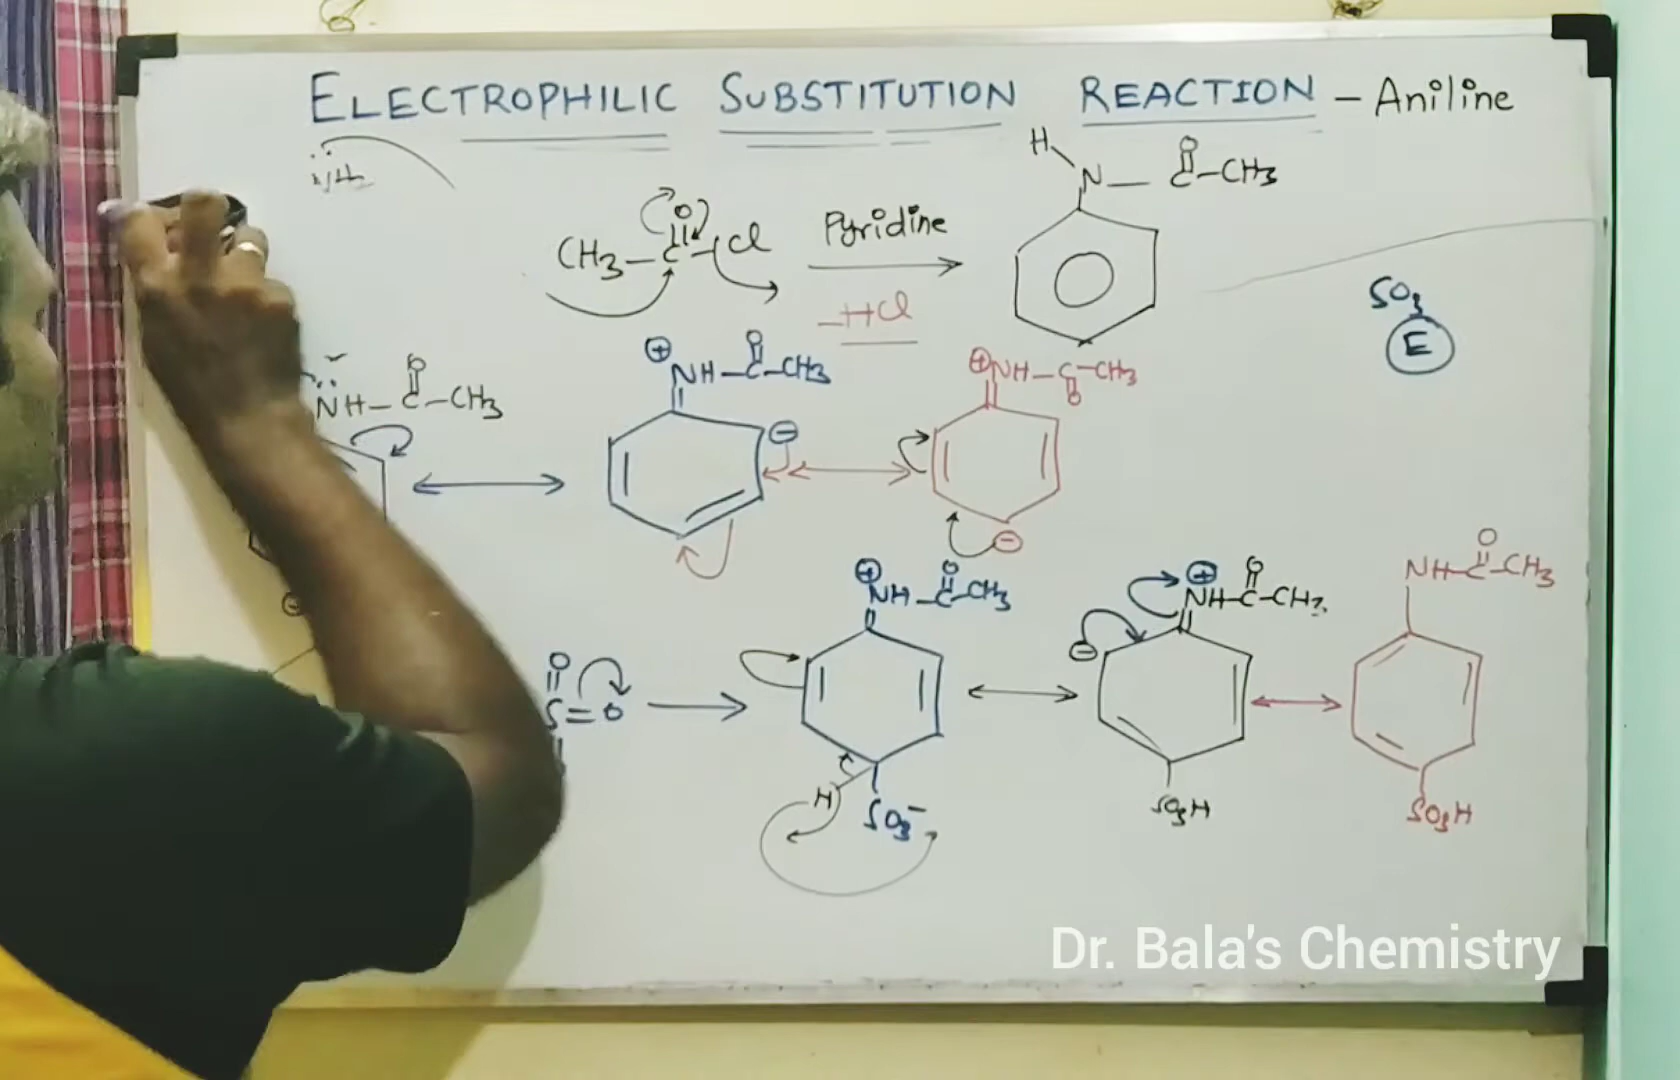 ELECTROPHILIC SUBSTITUTION REACTION - Aniline
H
N — C-CH3
O
O
CH3-C-Cl
Pyridine
-HCl
SO3
E
NH-C-CH3
O
⊕
NH-C-CH3
O
⊖
⊕
NH-C-CH3
O
⊖
O
S=O
⊕
NH-C-CH3
O
H
SO3-
⊕
NH-C-CH3
O
⊖
SO3H
NH-C-CH3
O
SO3H
Dr. Bala's Chemistry